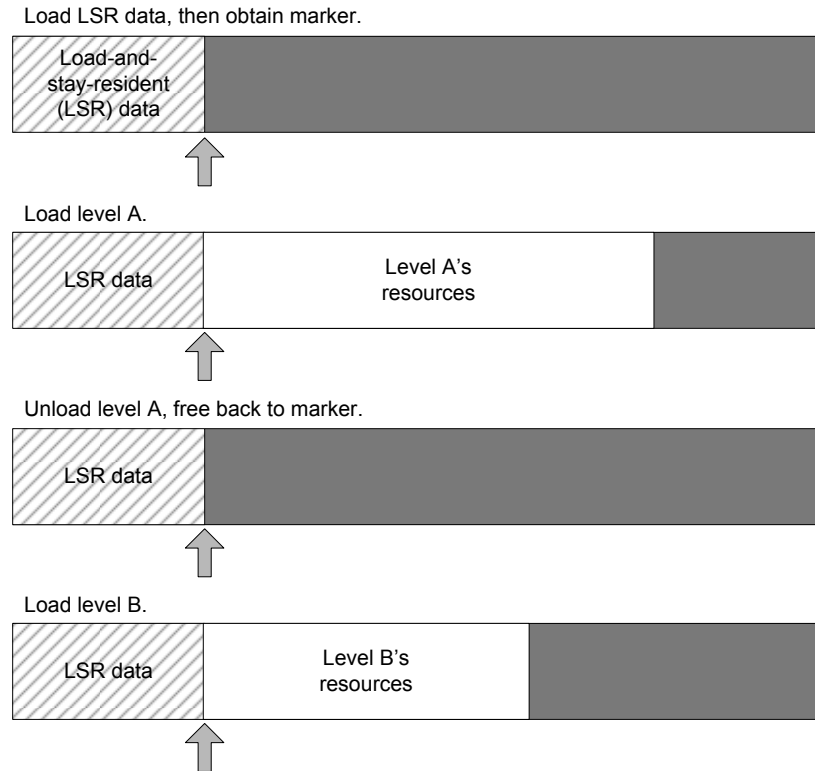 Load LSR data, then obtain marker.
Load-and-
stay-resident
(LSR) data
Load level A.
LSR data
Level A’s
resources
Unload level A, free back to marker.
LSR data
Load level B.
LSR data
Level B’s
resources